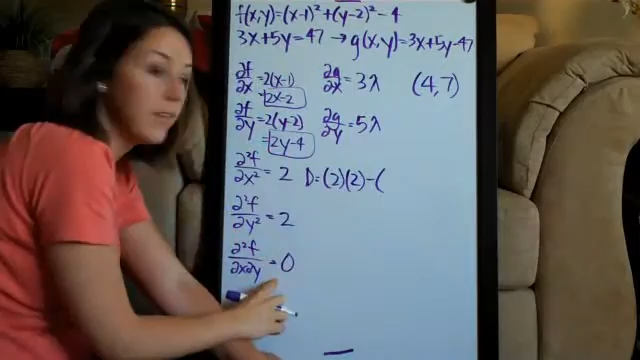 f(x,y)=(x-1)²+(y-2)²-4
3x+5y=47 → g(x,y)=3x+5y-47
∂f/∂x=2(x-1) ∂g/∂x=3λ (4,7)
=2x-2
∂f/∂y=2(y-2) ∂g/∂y=5λ
=2y-4
∂²f/∂x²=2 D=(2)(2)-(
∂²f/∂y²=2
∂²f/∂x∂y=0